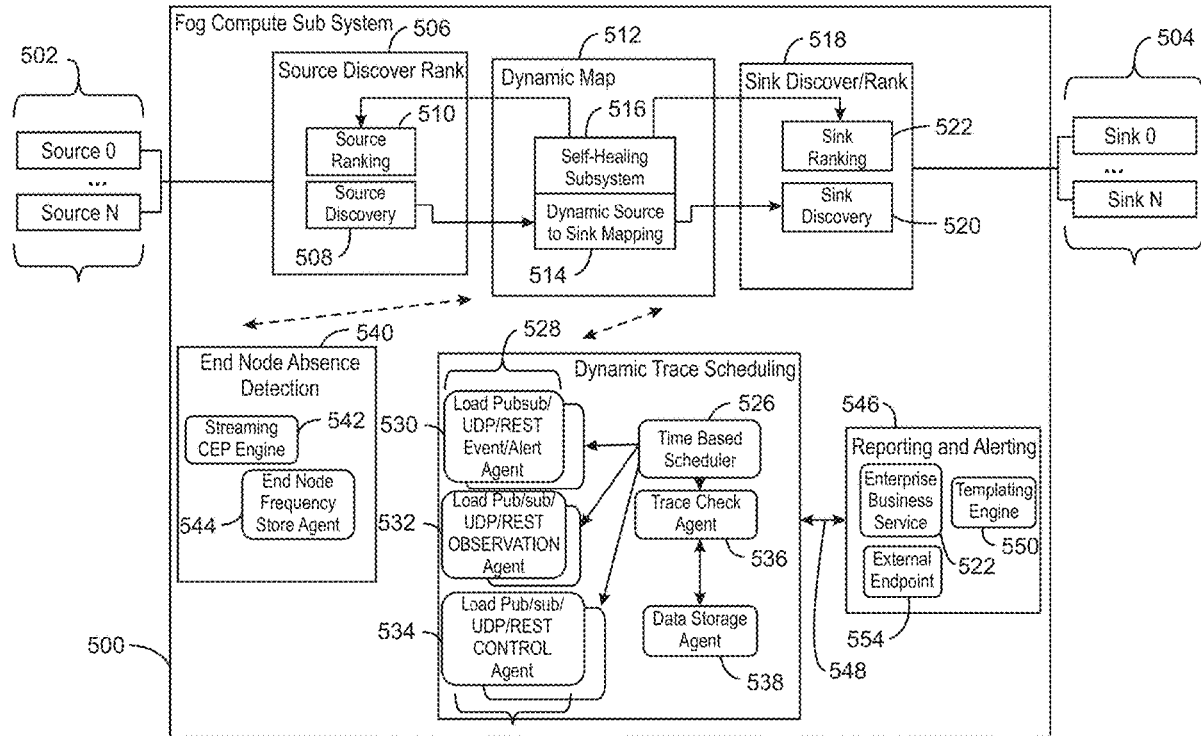 Fog Compute Sub System
502
506
512
518
504
Source Discover Rank
Dynamic Map
Sink Discover/Rank
510
516
522
Source 0
...
Source N
Source
Ranking
Source
Discovery
508
Self-Healing
Subsystem
Dynamic Source
to Sink Mapping
514
Sink
Ranking
Sink
Discovery
520
Sink 0
...
Sink N
540
End Node Absence
Detection
Streaming
CEP Engine
542
End Node
Frequency
Store Agent
544
528
Dynamic Trace Scheduling
530
Load Pubsub/
UDP/REST
Event/Alert
Agent
532
Load Pub/sub/
UDP/REST
OBSERVATION
Agent
534
Load Pub/sub/
UDP/REST
CONTROL
Agent
526
Time Based
Scheduler
Trace Check
Agent
536
Data Storage
Agent
538
546
Reporting and Alerting
Enterprise
Business
Service
522
Templating
Engine
550
External
Endpoint
554
548
500